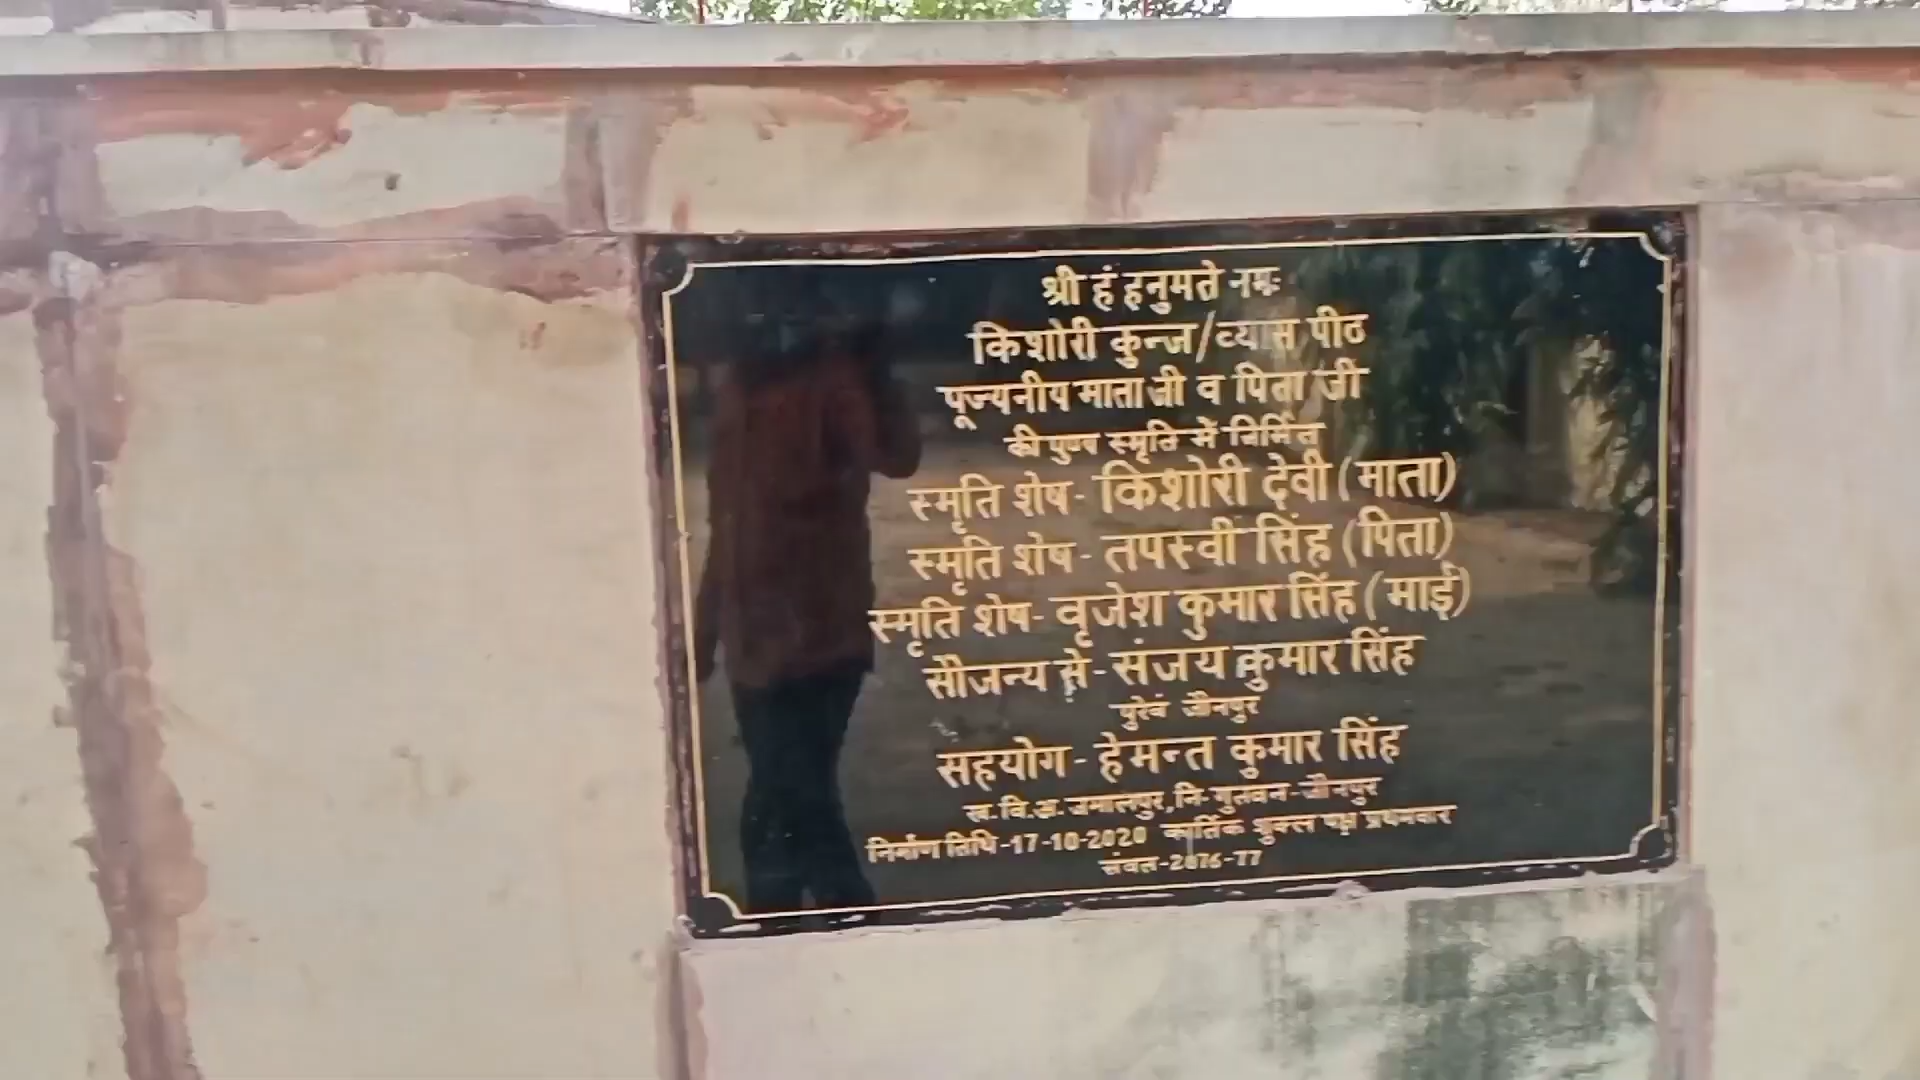 श्री हं हनुमते नमः
किशोरी कुन्ज/व्यास पीठ
पूज्यनीय माता जी व पिता जी
की पुण्य स्मृति में निर्मित
स्मृति शेष- किशोरी देवी (माता)
स्मृति शेष- तपस्वी सिंह (पिता)
स्मृति शेष- वृजेश कुमार सिंह (भाई)
सौजन्य से- संजय कुमार सिंह
पुरेवं जौनपुर
सहयोग- हेमन्त कुमार सिंह
ख.वि.अ.जमालपुर,नि-गुतवन-जौनपुर
निर्माण तिथि-17-10-2020 कार्तिक शुक्ल पक्ष प्रथमवार
संवत-2076-77